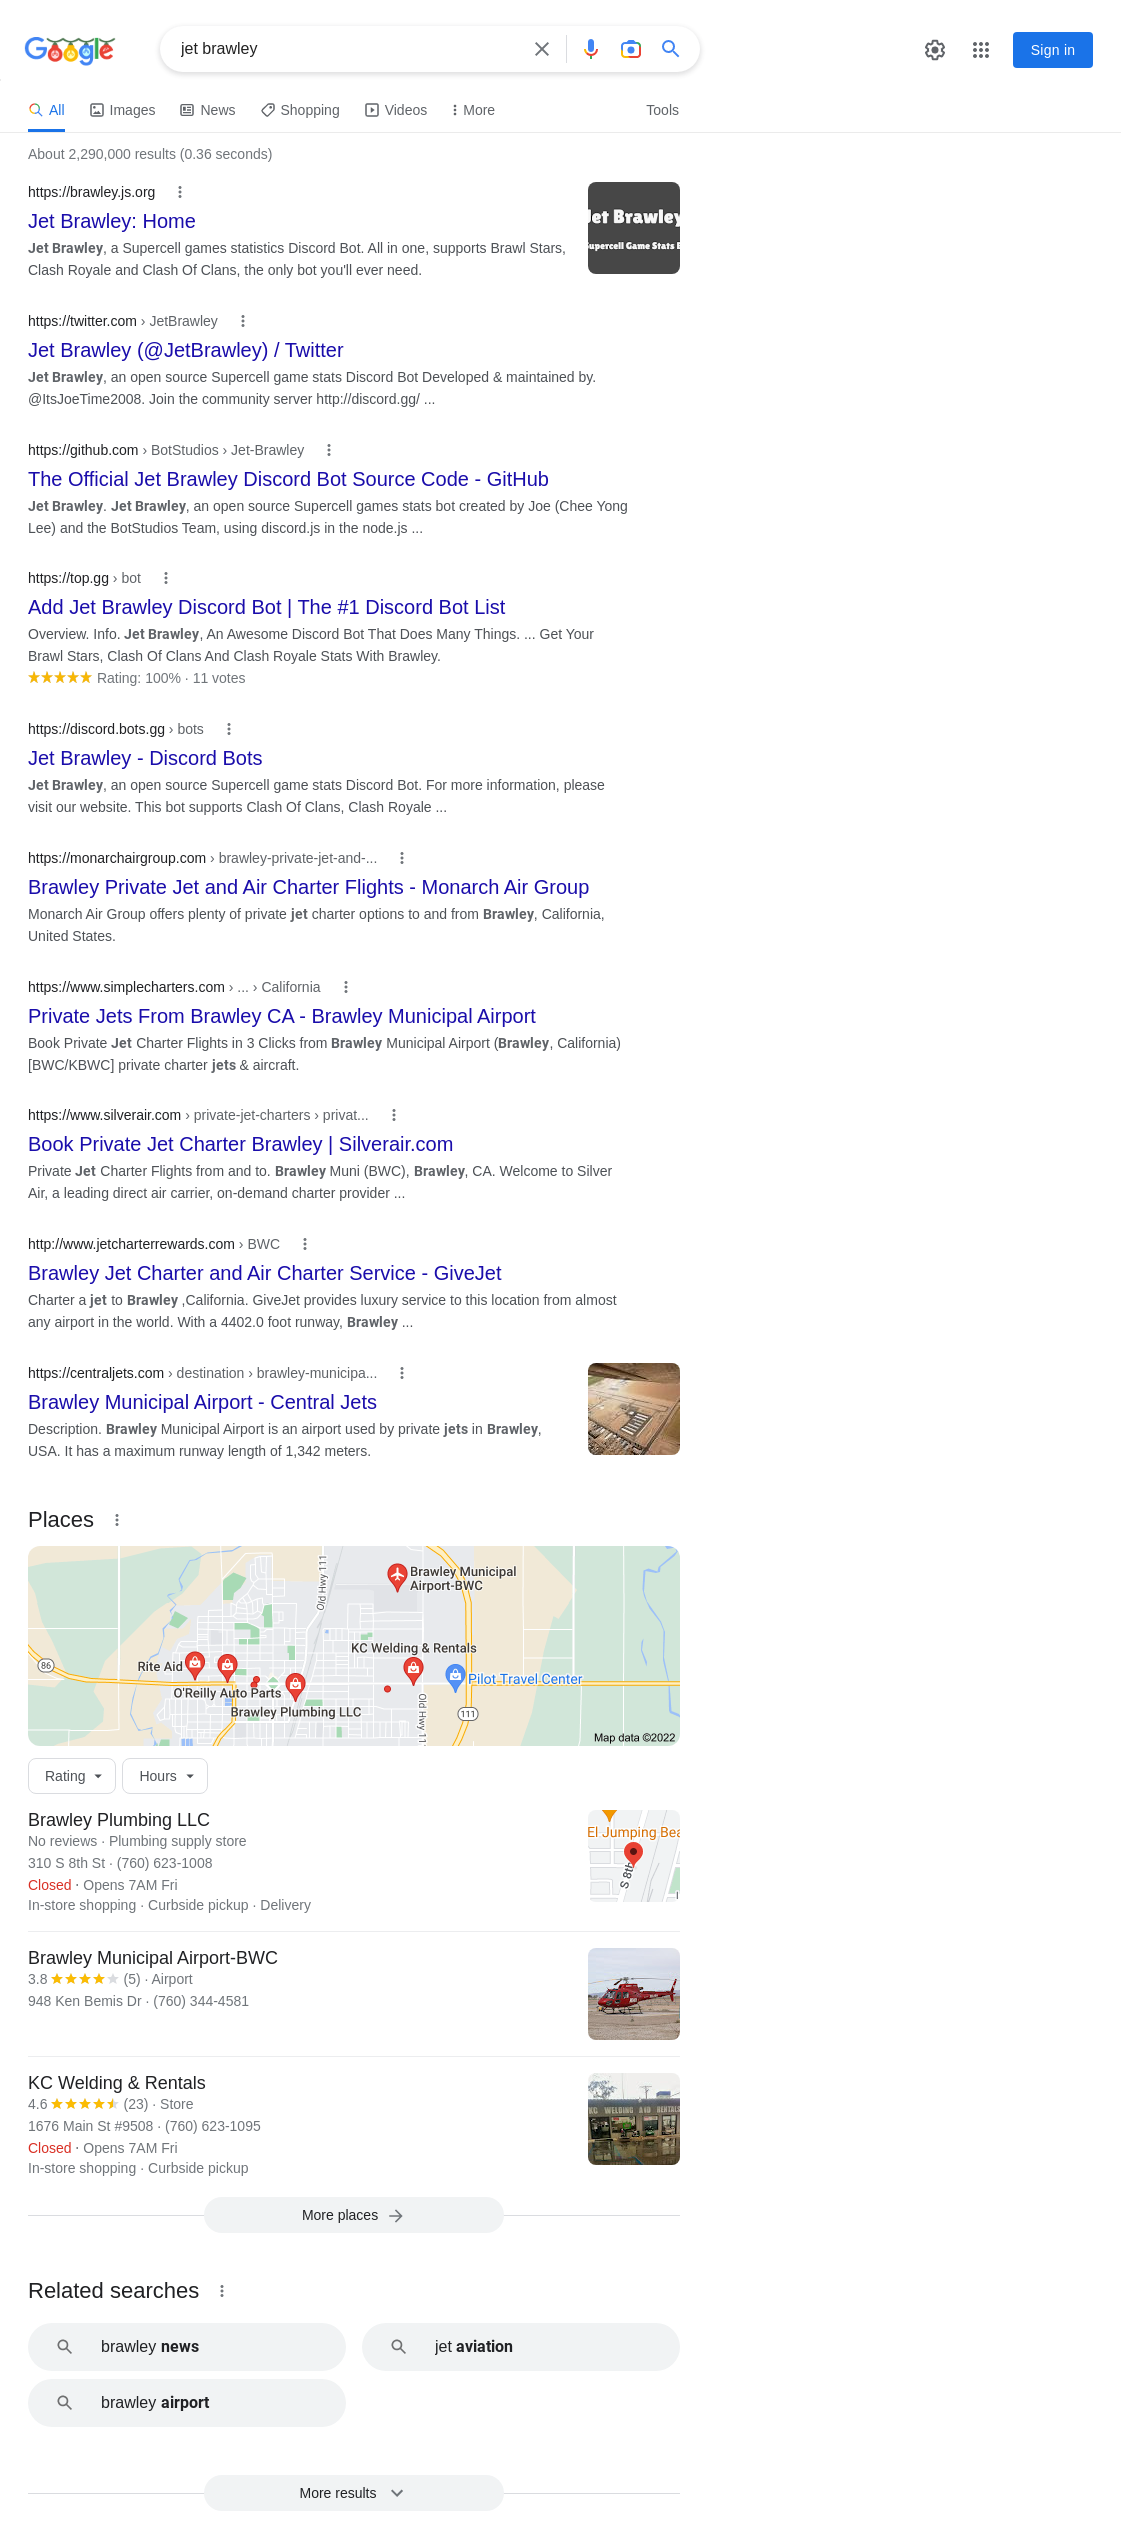 Google
jet brawley
Sign in
All
Images
News
Shopping
Videos
More
Tools
About 2,290,000 results (0.36 seconds)
https://brawley.js.org
Jet Brawley: Home
Jet Brawley, a Supercell games statistics Discord Bot. All in one, supports Brawl Stars,
Clash Royale and Clash Of Clans, the only bot you'll ever need.
Jet Brawley
Supercell Game Stats
https://twitter.com › JetBrawley
Jet Brawley (@JetBrawley) / Twitter
Jet Brawley, an open source Supercell game stats Discord Bot Developed & maintained by.
@ItsJoeTime2008. Join the community server http://discord.gg/ ...
https://github.com › BotStudios › Jet-Brawley
The Official Jet Brawley Discord Bot Source Code - GitHub
Jet Brawley. Jet Brawley, an open source Supercell games stats bot created by Joe (Chee Yong
Lee) and the BotStudios Team, using discord.js in the node.js ...
https://top.gg › bot
Add Jet Brawley Discord Bot | The #1 Discord Bot List
Overview. Info. Jet Brawley, An Awesome Discord Bot That Does Many Things. ... Get Your
Brawl Stars, Clash Of Clans And Clash Royale Stats With Brawley.
Rating: 100% · 11 votes
https://discord.bots.gg › bots
Jet Brawley - Discord Bots
Jet Brawley, an open source Supercell game stats Discord Bot. For more information, please
visit our website. This bot supports Clash Of Clans, Clash Royale ...
https://monarchairgroup.com › brawley-private-jet-and-...
Brawley Private Jet and Air Charter Flights - Monarch Air Group
Monarch Air Group offers plenty of private jet charter options to and from Brawley, California,
United States.
https://www.simplecharters.com › ... › California
Private Jets From Brawley CA - Brawley Municipal Airport
Book Private Jet Charter Flights in 3 Clicks from Brawley Municipal Airport (Brawley, California)
[BWC/KBWC] private charter jets & aircraft.
https://www.silverair.com › private-jet-charters › privat...
Book Private Jet Charter Brawley | Silverair.com
Private Jet Charter Flights from and to. Brawley Muni (BWC), Brawley, CA. Welcome to Silver
Air, a leading direct air carrier, on-demand charter provider ...
http://www.jetcharterrewards.com › BWC
Brawley Jet Charter and Air Charter Service - GiveJet
Charter a jet to Brawley ,California. GiveJet provides luxury service to this location from almost
any airport in the world. With a 4402.0 foot runway, Brawley ...
https://centraljets.com › destination › brawley-municipa...
Brawley Municipal Airport - Central Jets
Description. Brawley Municipal Airport is an airport used by private jets in Brawley,
USA. It has a maximum runway length of 1,342 meters.
Places
Old Hwy 111
Brawley Municipal
Airport-BWC
KC Welding & Rentals
86
Rite Aid
Pilot Travel Center
O'Reilly Auto Parts
Brawley Plumbing LLC
Old Hwy 11
111
Map data ©2022
Rating
Hours
Brawley Plumbing LLC
No reviews · Plumbing supply store
310 S 8th St · (760) 623-1008
Closed · Opens 7AM Fri
In-store shopping · Curbside pickup · Delivery
El Jumping Bea
S 8th
Brawley Municipal Airport-BWC
3.8 (5) · Airport
948 Ken Bemis Dr · (760) 344-4581
KC Welding & Rentals
4.6 (23) · Store
1676 Main St #9508 · (760) 623-1095
Closed · Opens 7AM Fri
In-store shopping · Curbside pickup
KC WELDING AND RENTALS
More places
Related searches
brawley news
jet aviation
brawley airport
More results